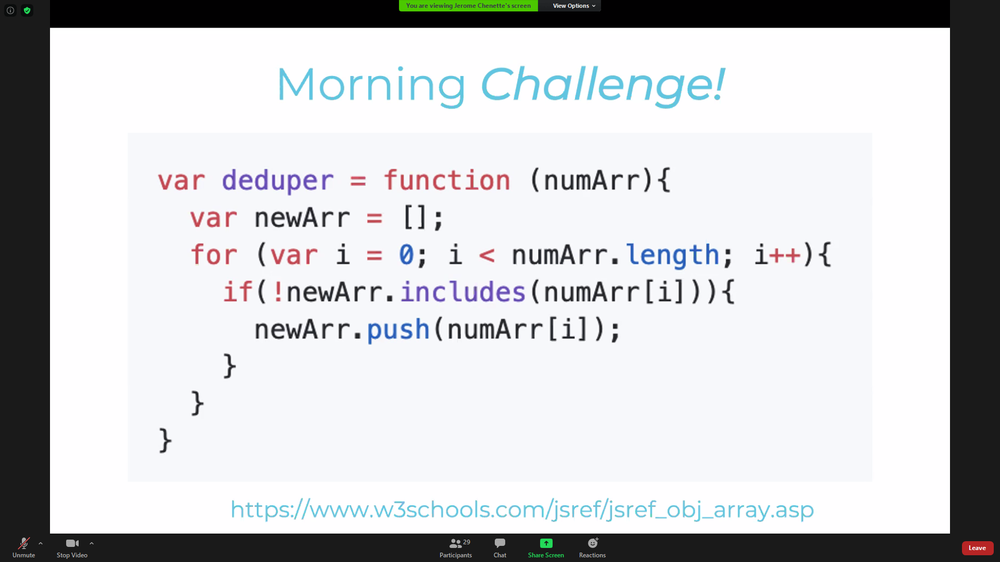 You are viewing Jerome Chenette's screen View Options
Morning Challenge!
var deduper = function (numArr){
  var newArr = [];
  for (var i = 0; i < numArr.length; i++){
    if(!newArr.includes(numArr[i])){
      newArr.push(numArr[i]);
    }
  }
}
https://www.w3schools.com/jsref/jsref_obj_array.asp
29
Unmute Stop Video Participants Chat Share Screen Reactions Leave